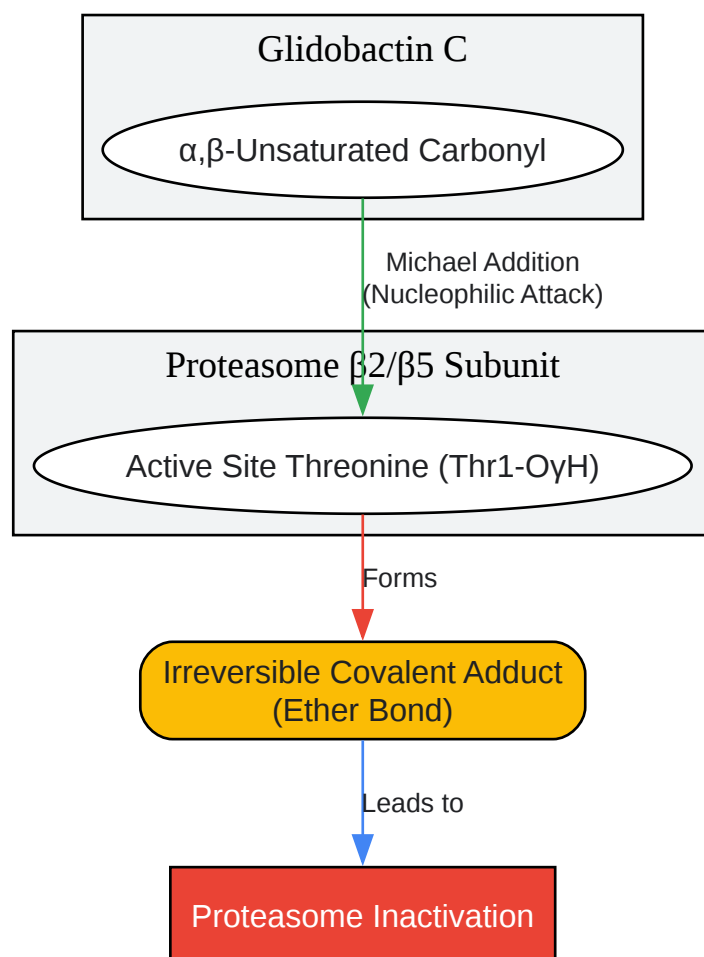 Glidobactin C
α,β-Unsaturated Carbonyl
Michael Addition
(Nucleophilic Attack)
Proteasome β2/β5 Subunit
Active Site Threonine (Thr1-OγH)
Forms
Irreversible Covalent Adduct
(Ether Bond)
Leads to
Proteasome Inactivation